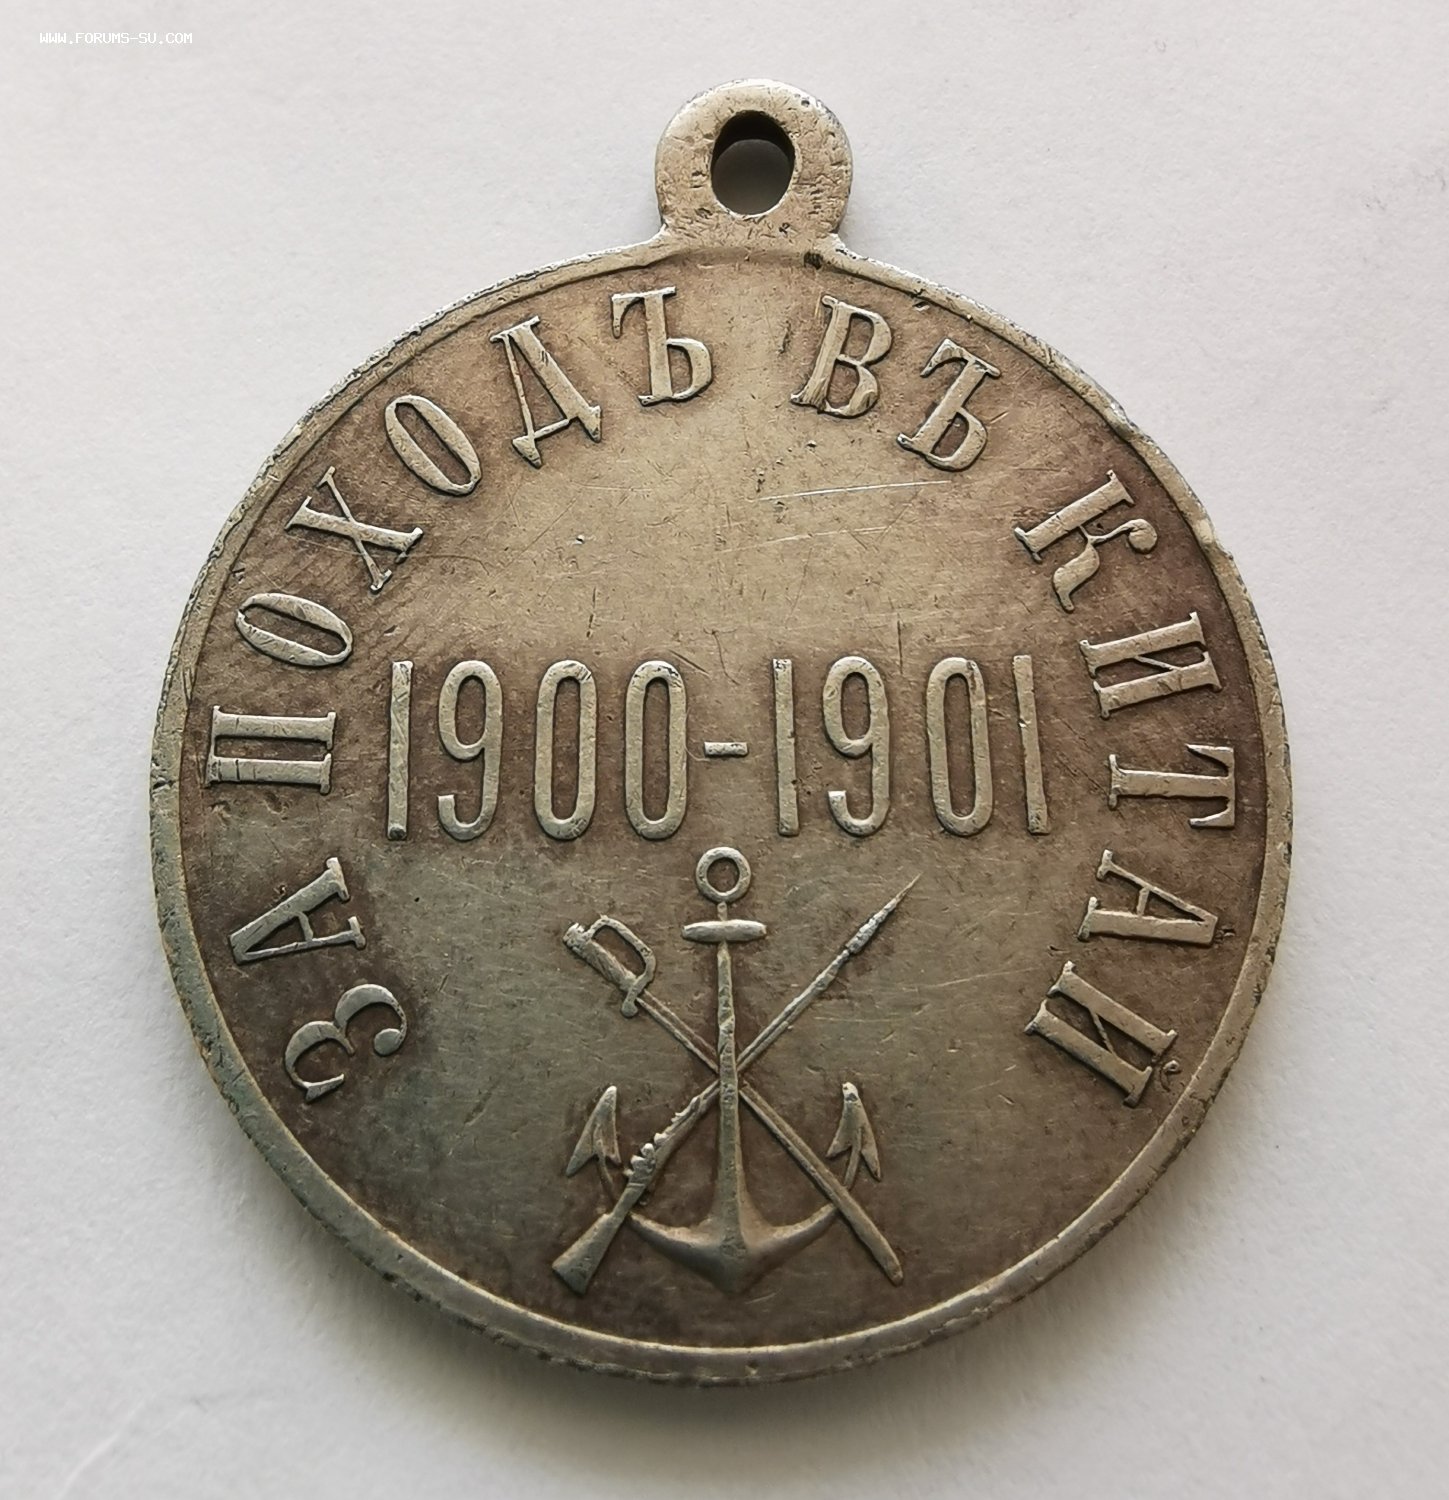 WWW.FORUMS-SU.COM
ЗА ПОХОДЪ ВЪ КИТАЙ
1900-1901